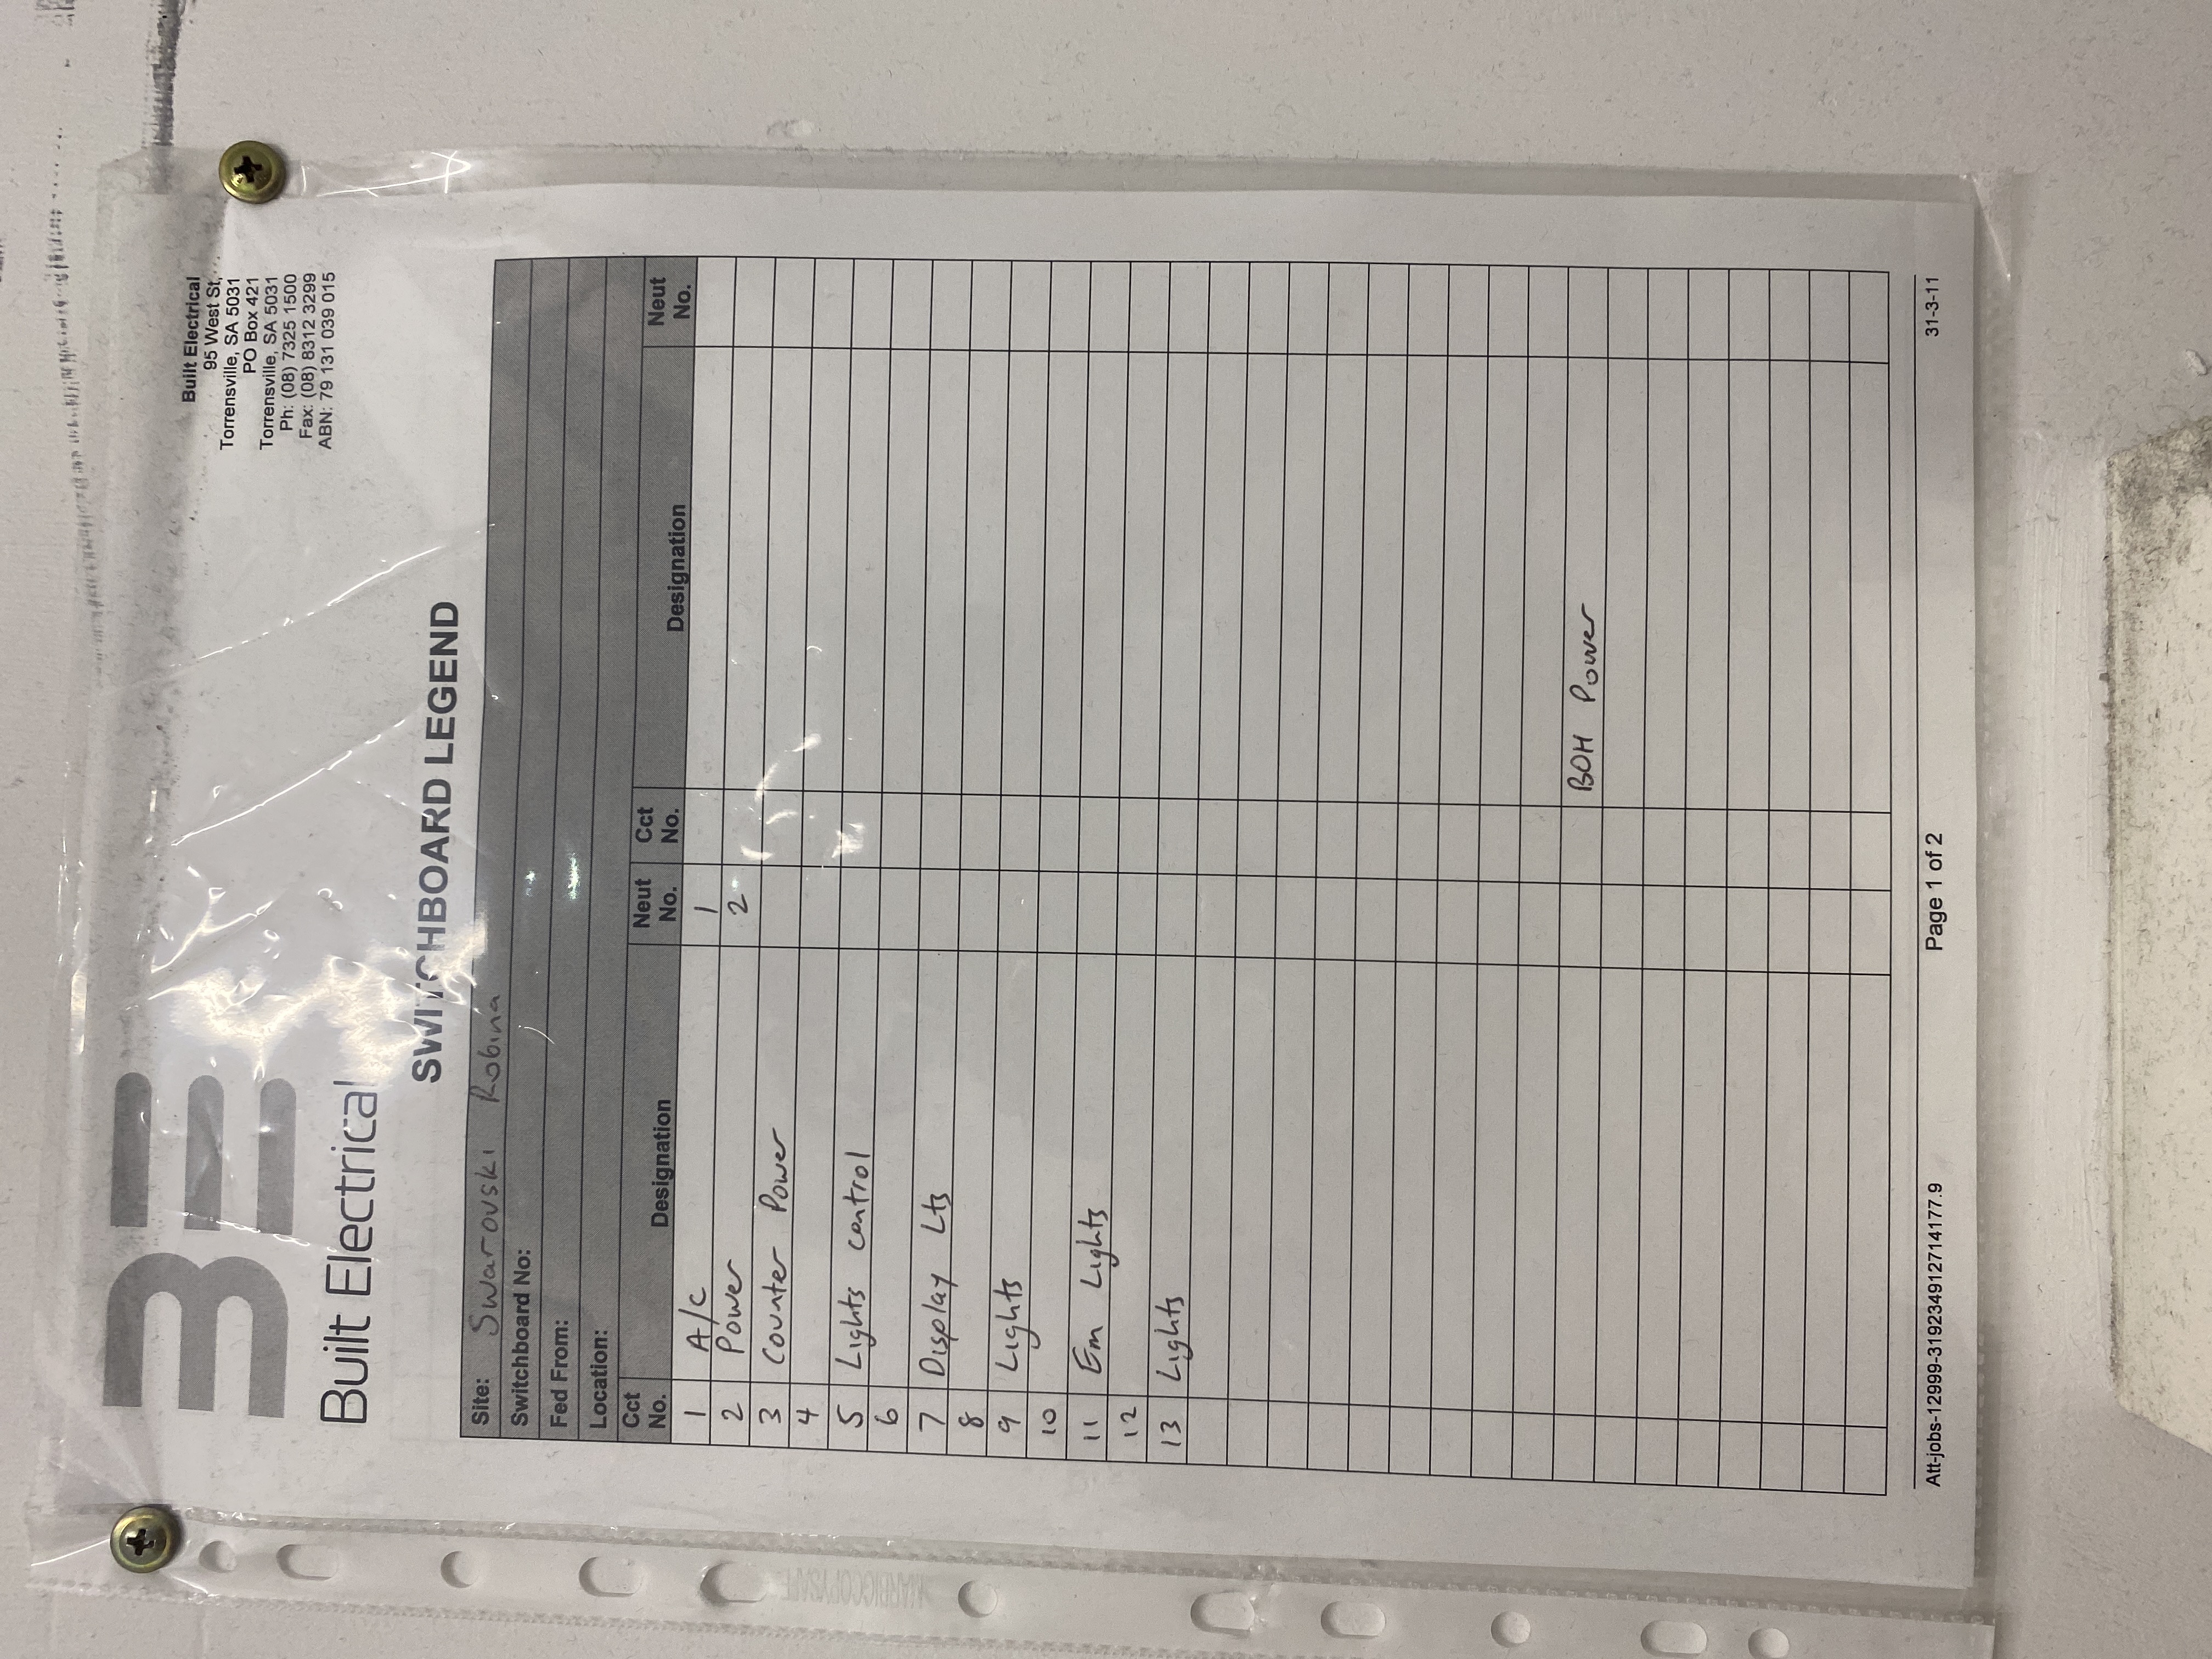 BE
Built Electrical
Built Electrical
95 West St,
Torrensville, SA 5031
PO Box 421
Torrensville, SA 5031
Ph: (08) 7325 1500
Fax: (08) 8312 3299
ABN: 79 131 039 015
SWITCHBOARD LEGEND
Site: Swarovski Robina
Switchboard No:
Fed From:
Location:
Cct No. Designation Neut No. Cct No. Designation Neut No.
1 A/C 1
2 Power 2
3 Counter Power
4
5 Lights control
6
7 Display Lts
8
9 Lights
10
11 Em Lights
12
13 Lights
BOH Power
Att-jobs-12999-3192349127141​77.9 Page 1 of 2 31-3-11